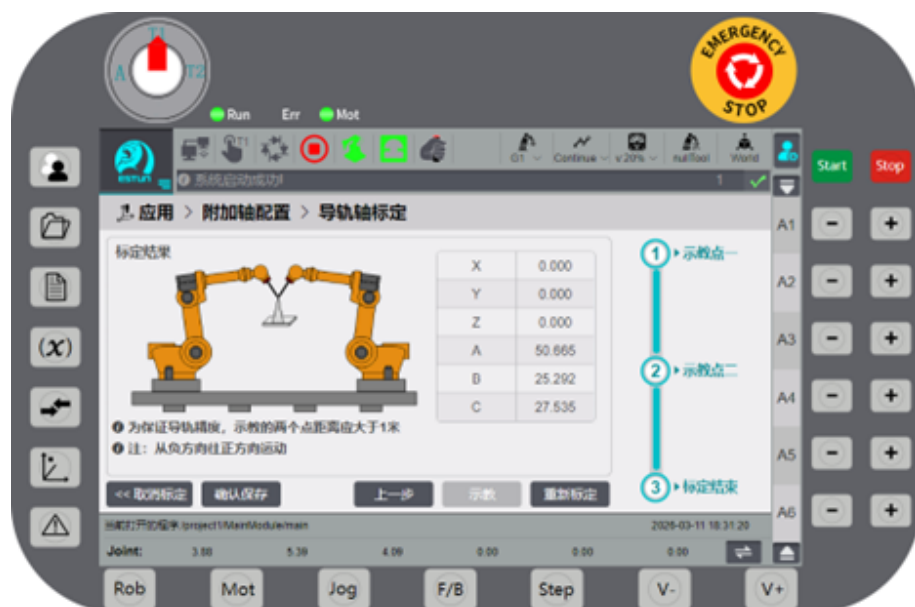 T1
A
T2
Run Err Mot
EMERGENCY
STOP
T1
G1 Continue v:20% nullTool World
ESTUN
系统启动成功!
1
Start Stop
应用 > 附加轴配置 > 导轨轴标定
A1 - +
标定结果
1 示教点一
X 0.000
Y 0.000
A2 - +
Z 0.000
(x)
A3 - +
A 50.665
2 示教点二
B 25.292
C 27.535
A4 - +
为保证导轨精度,示教的两个点距离应大于1米
注:从负方向往正方向运动
A5 - +
<< 取消标定 确认保存 上一步 示教 重新标定
3 标定结束
A6 - +
当前打开的程序:/project1/MainModule/main 2026-03-11 18:31:20
Joint: 3.88 5.39 4.09 0.00 0.00 0.00
Rob Mot Jog F/B Step V- V+